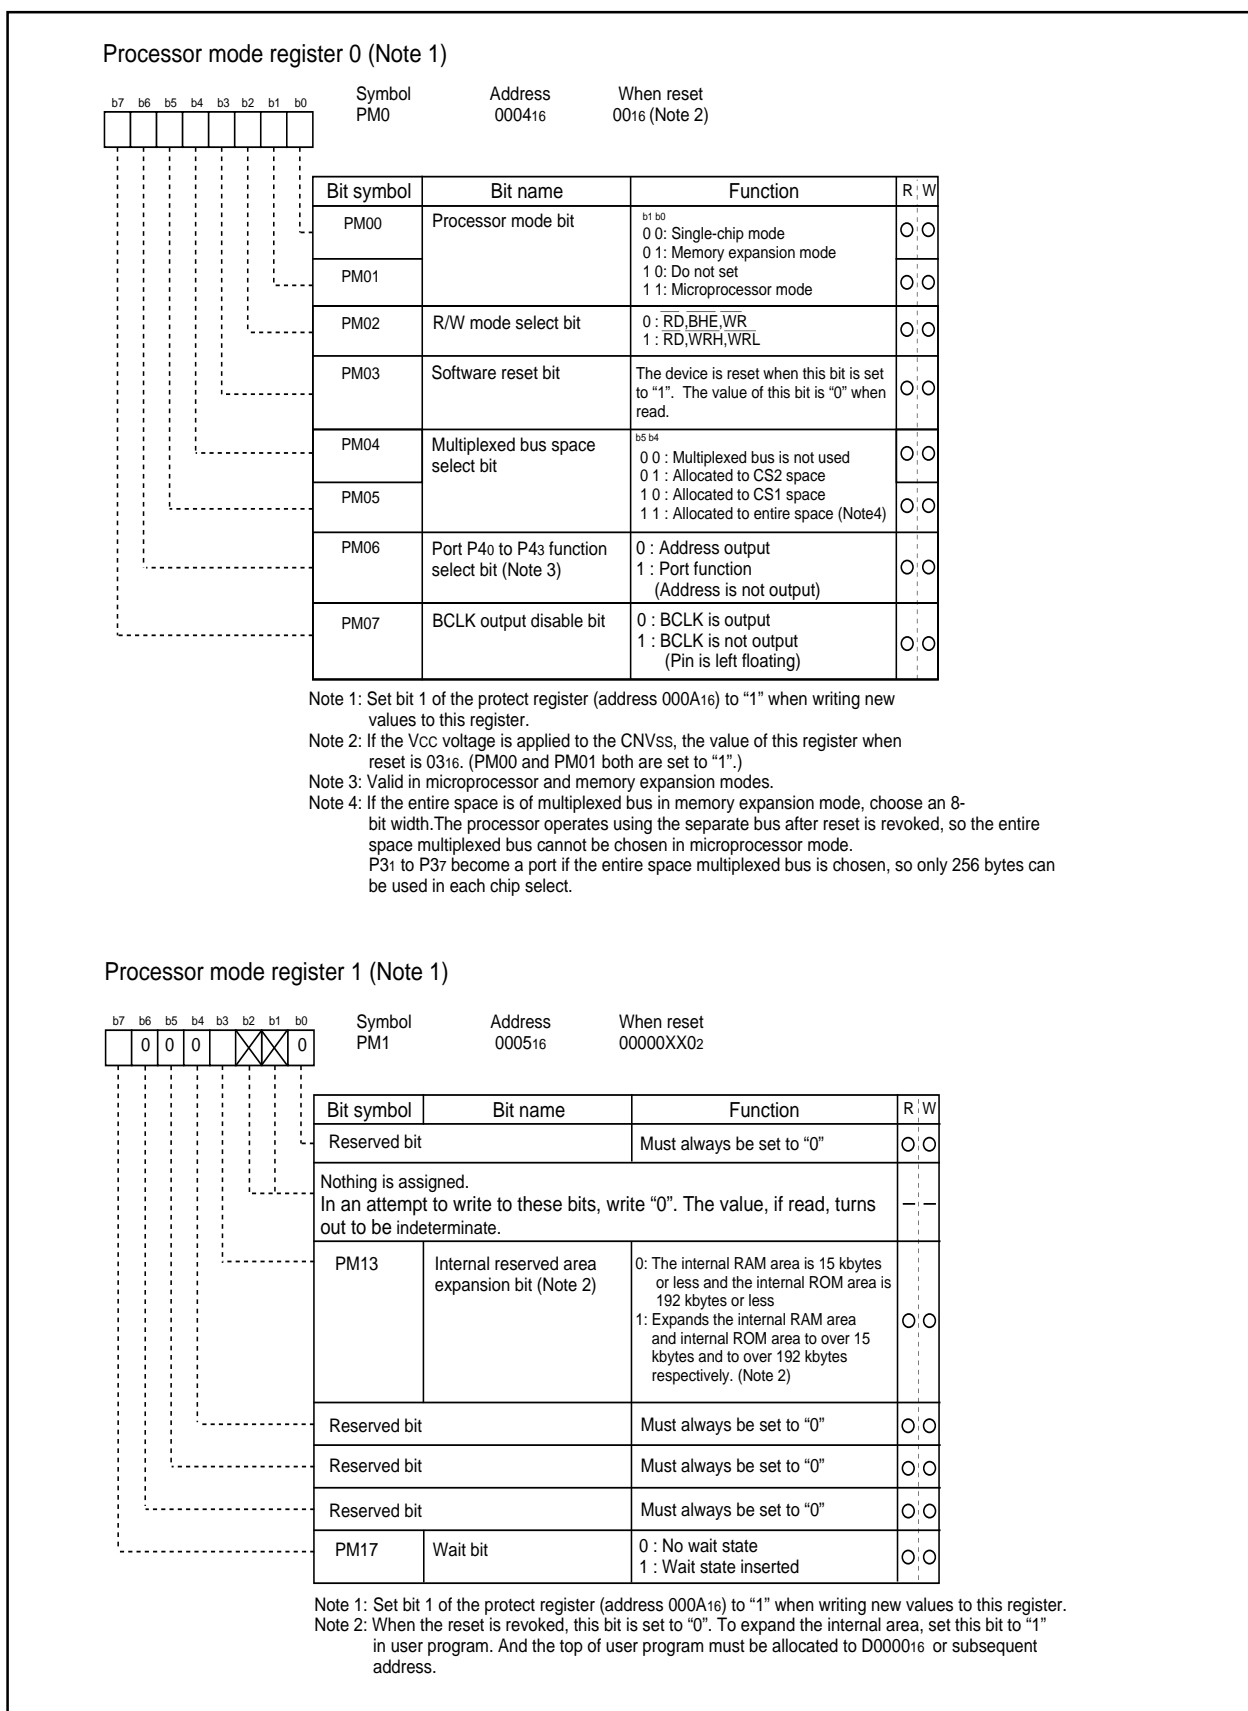 Processor mode register 0 (Note 1)
b7 b6 b5 b4 b3 b2 b1 b0
Symbol Address When reset
PM0 000416 0016 (Note 2)
Bit symbol Bit name Function R W
PM00 Processor mode bit
b1 b0
0 0: Single-chip mode
0 1: Memory expansion mode
1 0: Do not set
1 1: Microprocessor mode
PM01
PM02 R/W mode select bit
0 : RD,BHE,WR
1 : RD,WRH,WRL
PM03 Software reset bit
The device is reset when this bit is set
to “1”. The value of this bit is “0” when
read.
PM04 Multiplexed bus space
select bit
b5 b4
0 0 : Multiplexed bus is not used
0 1 : Allocated to CS2 space
1 0 : Allocated to CS1 space
1 1 : Allocated to entire space (Note4)
PM05
PM06 Port P40 to P43 function
select bit (Note 3)
0 : Address output
1 : Port function
(Address is not output)
PM07 BCLK output disable bit
0 : BCLK is output
1 : BCLK is not output
(Pin is left floating)
Note 1: Set bit 1 of the protect register (address 000A16) to “1” when writing new
values to this register.
Note 2: If the VCC voltage is applied to the CNVSS, the value of this register when
reset is 0316. (PM00 and PM01 both are set to “1”.)
Note 3: Valid in microprocessor and memory expansion modes.
Note 4: If the entire space is of multiplexed bus in memory expansion mode, choose an 8-
bit width.The processor operates using the separate bus after reset is revoked, so the entire
space multiplexed bus cannot be chosen in microprocessor mode.
P31 to P37 become a port if the entire space multiplexed bus is chosen, so only 256 bytes can
be used in each chip select.
Processor mode register 1 (Note 1)
b7 b6 b5 b4 b3 b2 b1 b0
0 0 0 0
Symbol Address When reset
PM1 000516 00000XX02
Bit symbol Bit name Function R W
Reserved bit Must always be set to “0”
Nothing is assigned.
In an attempt to write to these bits, write “0”. The value, if read, turns
out to be indeterminate.
PM13 Internal reserved area
expansion bit (Note 2)
0: The internal RAM area is 15 kbytes
or less and the internal ROM area is
192 kbytes or less
1: Expands the internal RAM area
and internal ROM area to over 15
kbytes and to over 192 kbytes
respectively. (Note 2)
Reserved bit Must always be set to “0”
Reserved bit Must always be set to “0”
Reserved bit Must always be set to “0”
PM17 Wait bit
0 : No wait state
1 : Wait state inserted
Note 1: Set bit 1 of the protect register (address 000A16) to “1” when writing new values to this register.
Note 2: When the reset is revoked, this bit is set to “0”. To expand the internal area, set this bit to “1”
in user program. And the top of user program must be allocated to D000016 or subsequent
address.